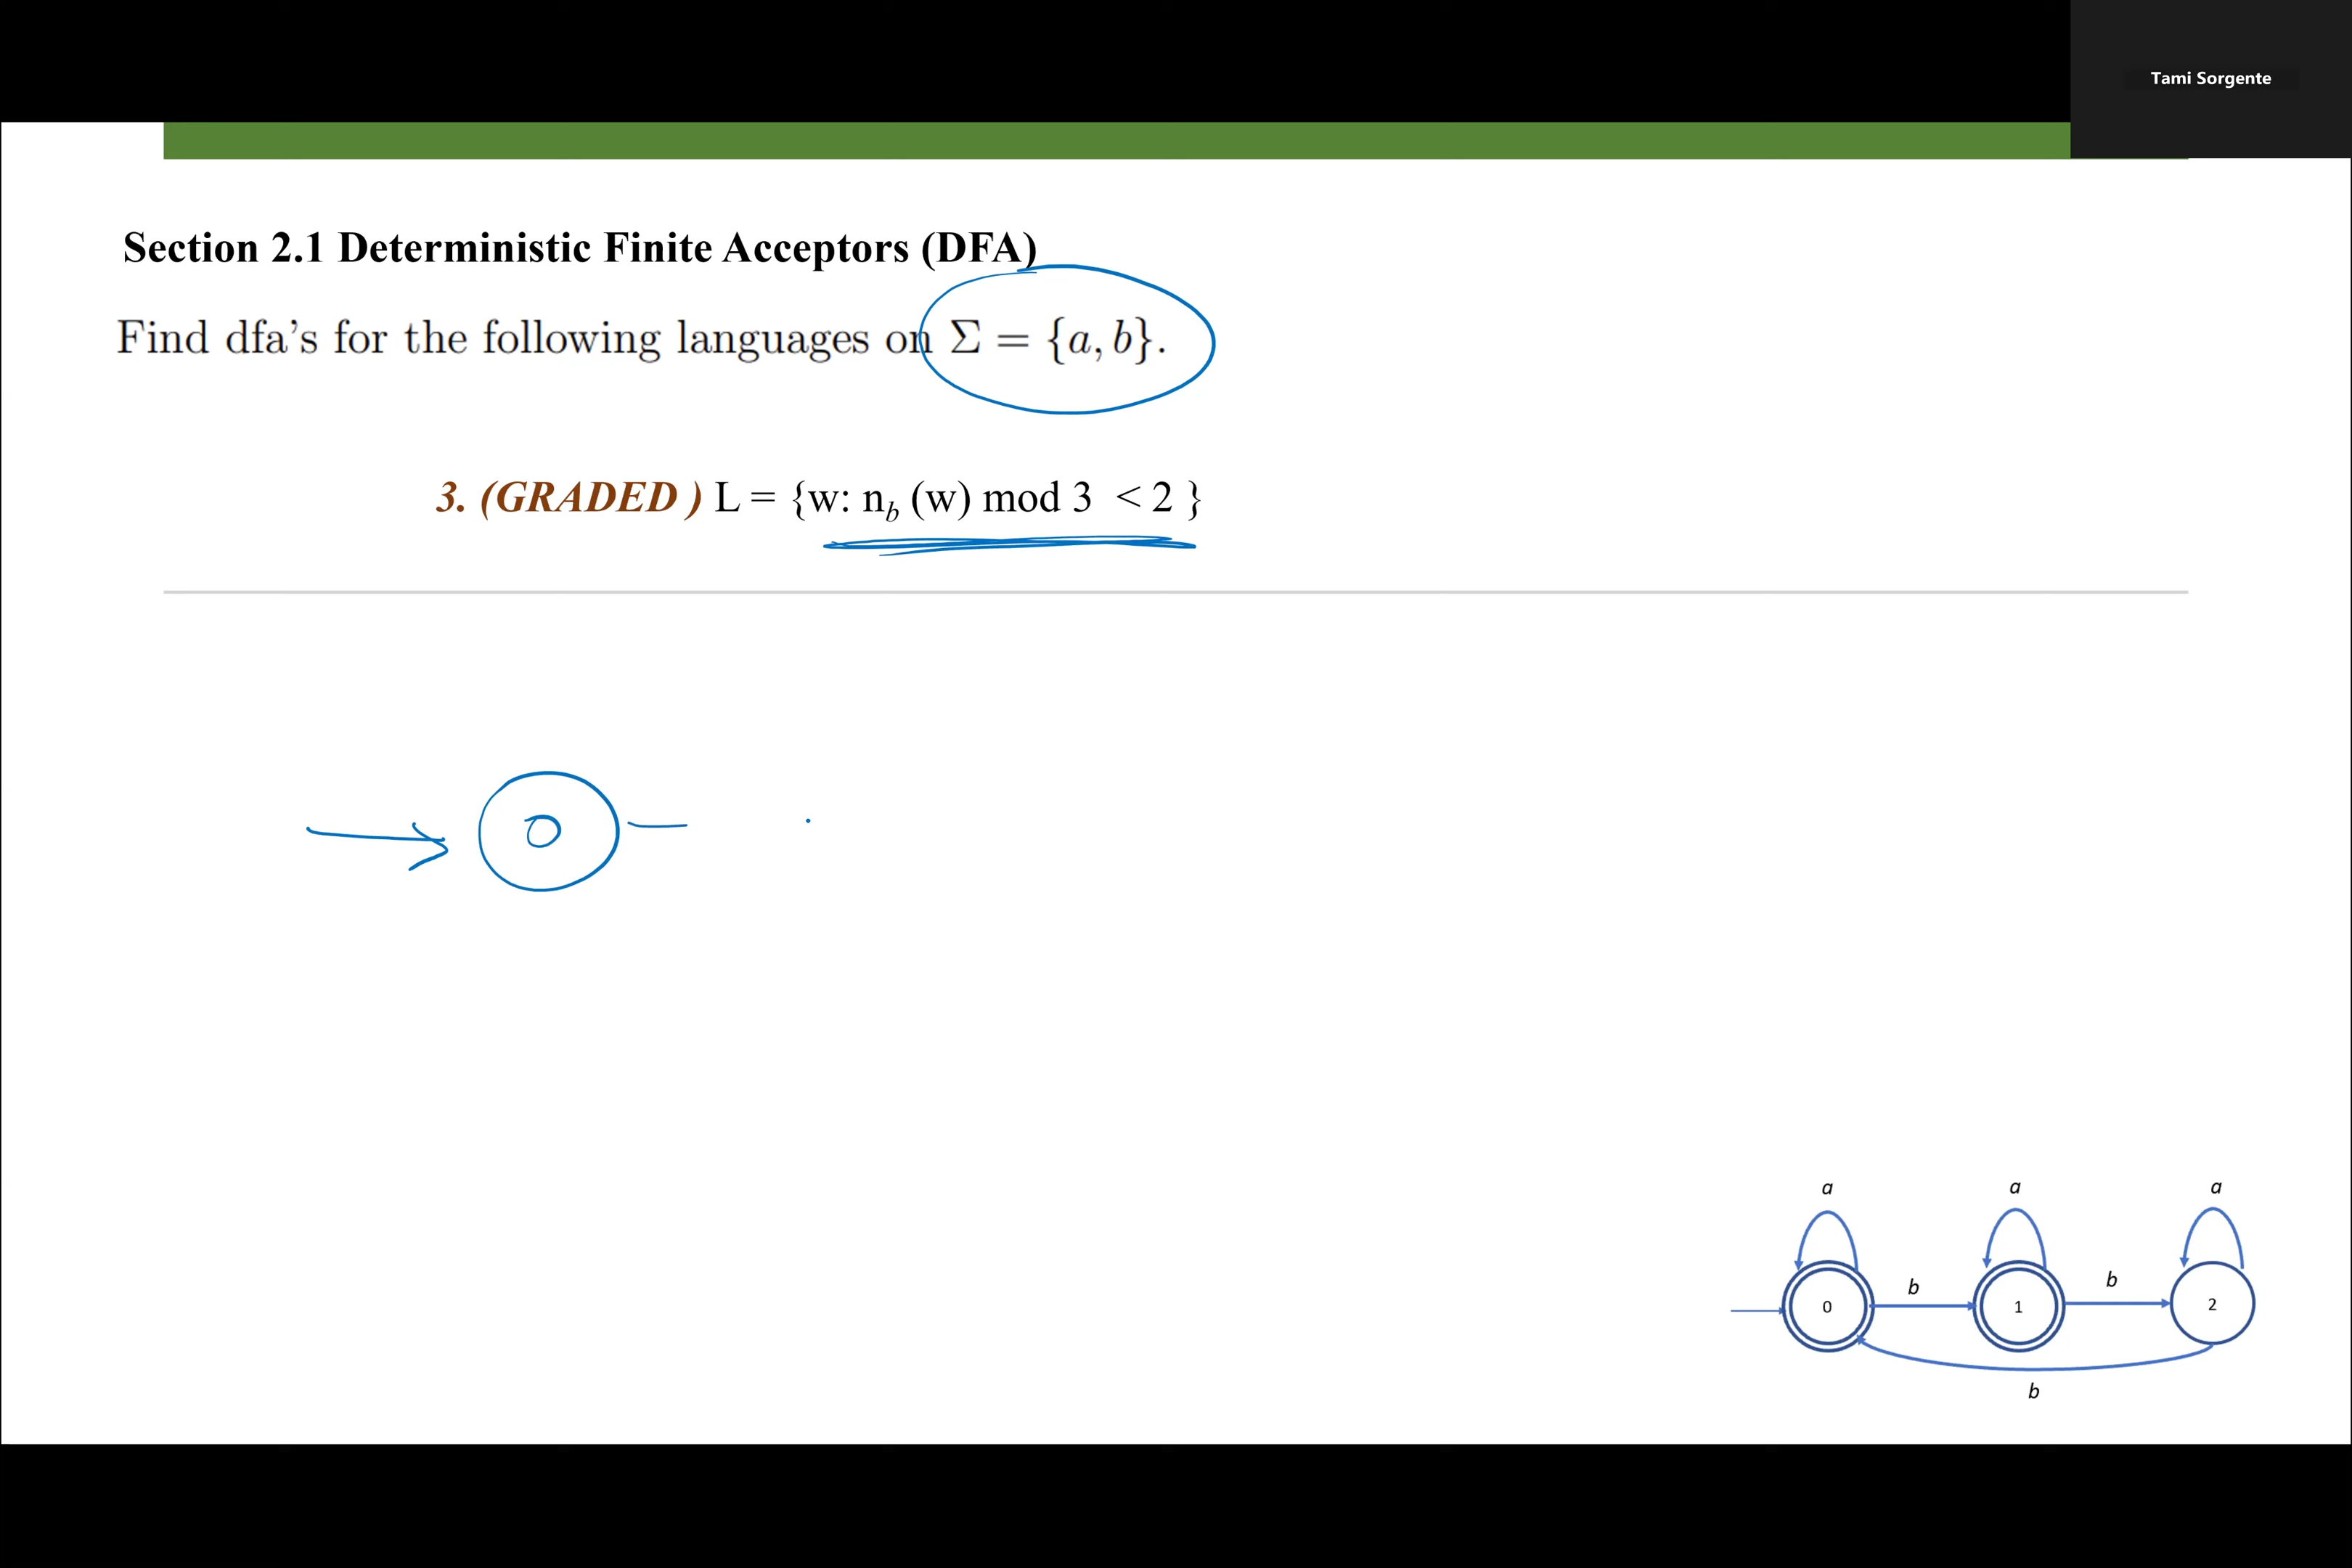 Tami Sorgente
Section 2.1 Deterministic Finite Acceptors (DFA)
Find dfa's for the following languages on Σ = {a, b}.
3. (GRADED ) L = {w: n_b (w) mod 3 < 2 }
0
a a a
b b
0 1 2
b